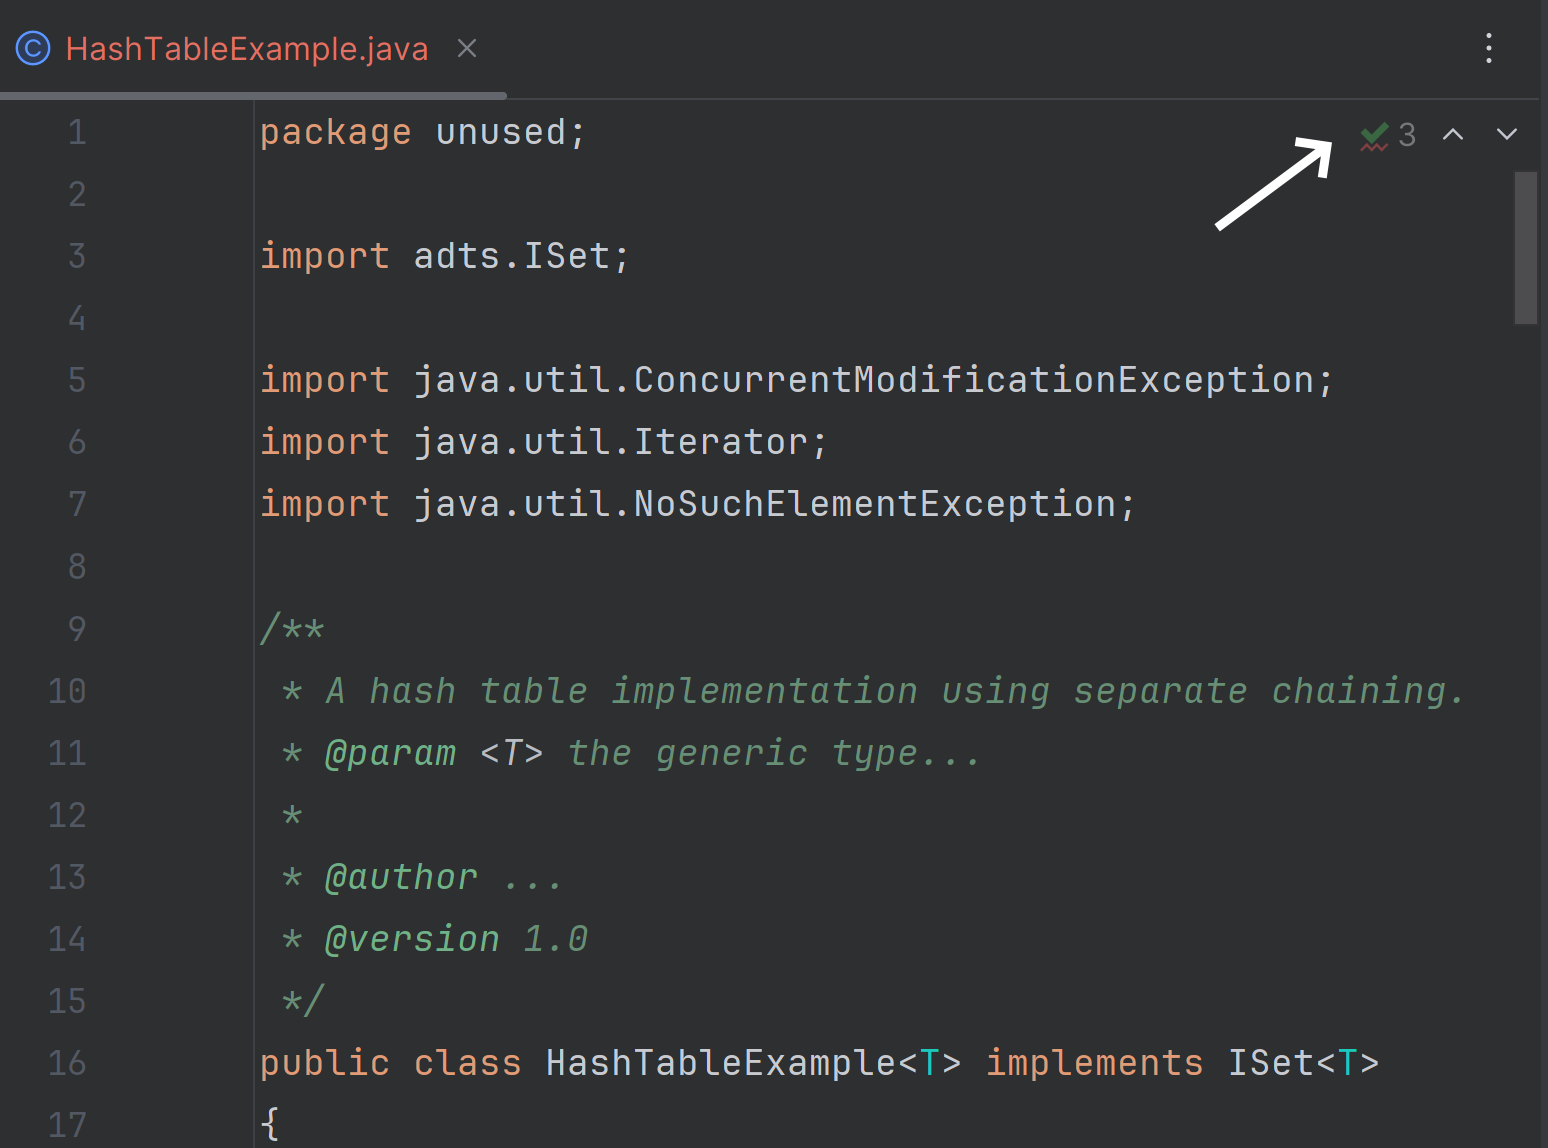 HashTableExample.java
3
1 package unused;
2
3 import adts.ISet;
4
5 import java.util.ConcurrentModificationException;
6 import java.util.Iterator;
7 import java.util.NoSuchElementException;
8
9 /**
10 * A hash table implementation using separate chaining.
11 * @param <T> the generic type...
12 *
13 * @author ...
14 * @version 1.0
15 */
16 public class HashTableExample<T> implements ISet<T>
17 {